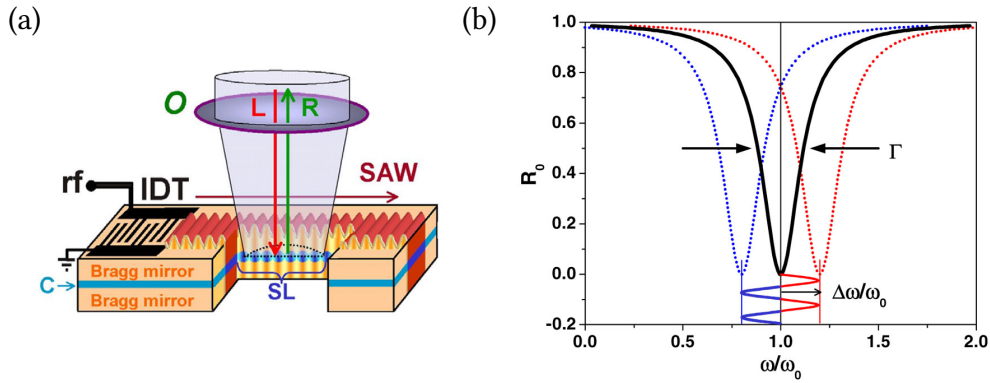 (a)
O
L
R
rf
IDT
SAW
Bragg mirror
C
Bragg mirror
SL
(b)
1.0
0.8
0.6
0.4
0.2
0.0
-0.2
R₀
Γ
Δω/ω₀
0.0
0.5
1.0
1.5
2.0
ω/ω₀